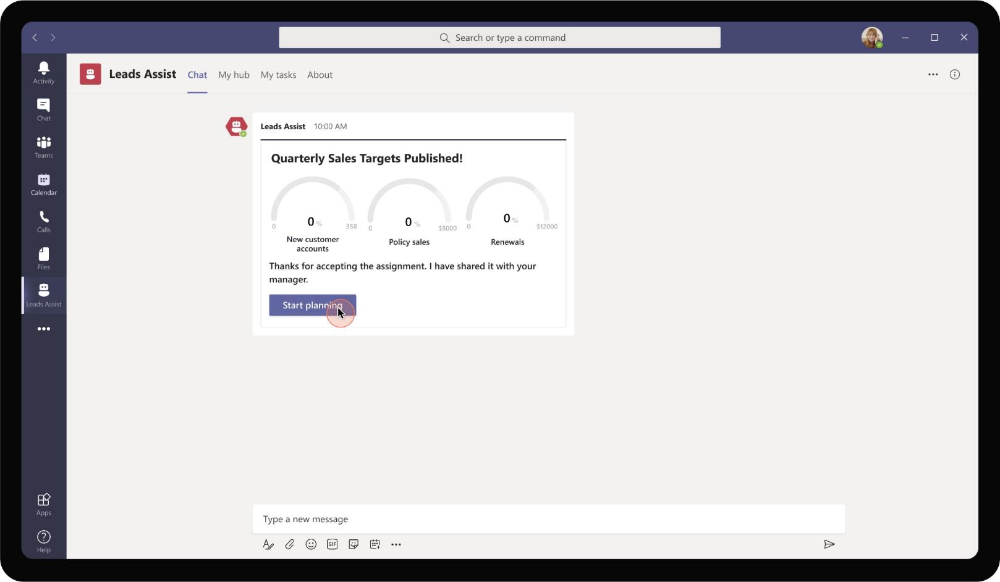 Search or type a command
Activity
Chat
Teams
Calendar
Calls
Files
Leads Assist
Apps
Help
Leads Assist Chat My hub My tasks About
Leads Assist 10:00 AM
Quarterly Sales Targets Published!
0 %
0 358
New customer
accounts
0 %
0 $8000
Policy sales
0 %
0 $12000
Renewals
Thanks for accepting the assignment. I have shared it with your
manager.
Start planning
Type a new message
GIF